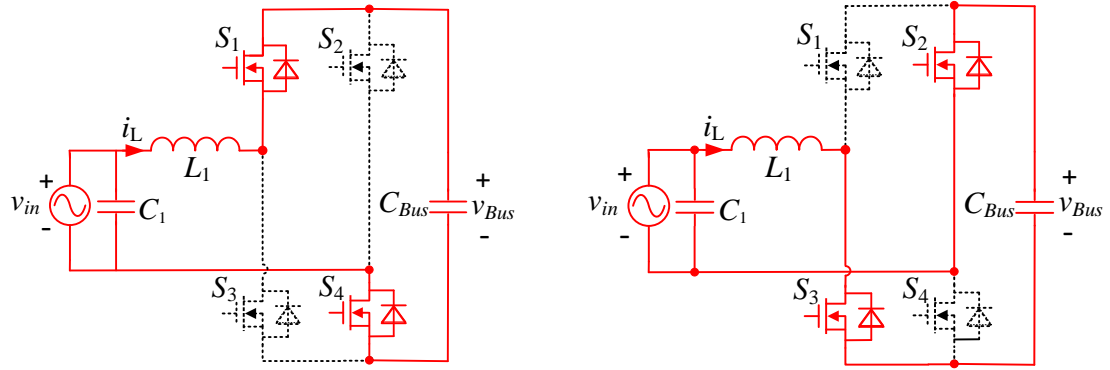 S1 S2
iL
L1
+
vin
-
C1
CBus
+
vBus
-
S3 S4
S1 S2
iL
L1
+
vin
-
C1
CBus
+
vBus
-
S3 S4